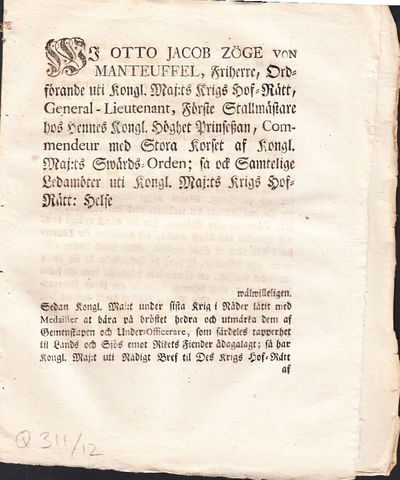 WJ OTTO JACOB ZÖGE VON
MANTEUFFEL, Friherre, Ord-
förande uti Kongl. Maj:ts Krigs Hof-Rätt,
General-Lieutenant, Förste Stallmästare
hos Hennes Kongl. Höghet Prinseßan, Com-
mendeur med Stora Korset af Kongl.
Maj:ts Swärds-Orden; så ock Samtelige
Ledamöter uti Kongl. Maj:ts Krigs Hof-
Rätt: Helse
wälwilleligen.
Sedan Kongl. Maj:t under sista Krig i Nåder låtit med
Medailler at bära på bröstet hedra och utmärka dem af
Gemenskapen och Under-Officerare, som särdeles tapperhet
til Lands och Sjös emot Rikets Fiender ådagalagt; så har
Kongl. Maj:t uti Nådigt Bref til Des Krigs Hof-Rätt
af
Q 311/12